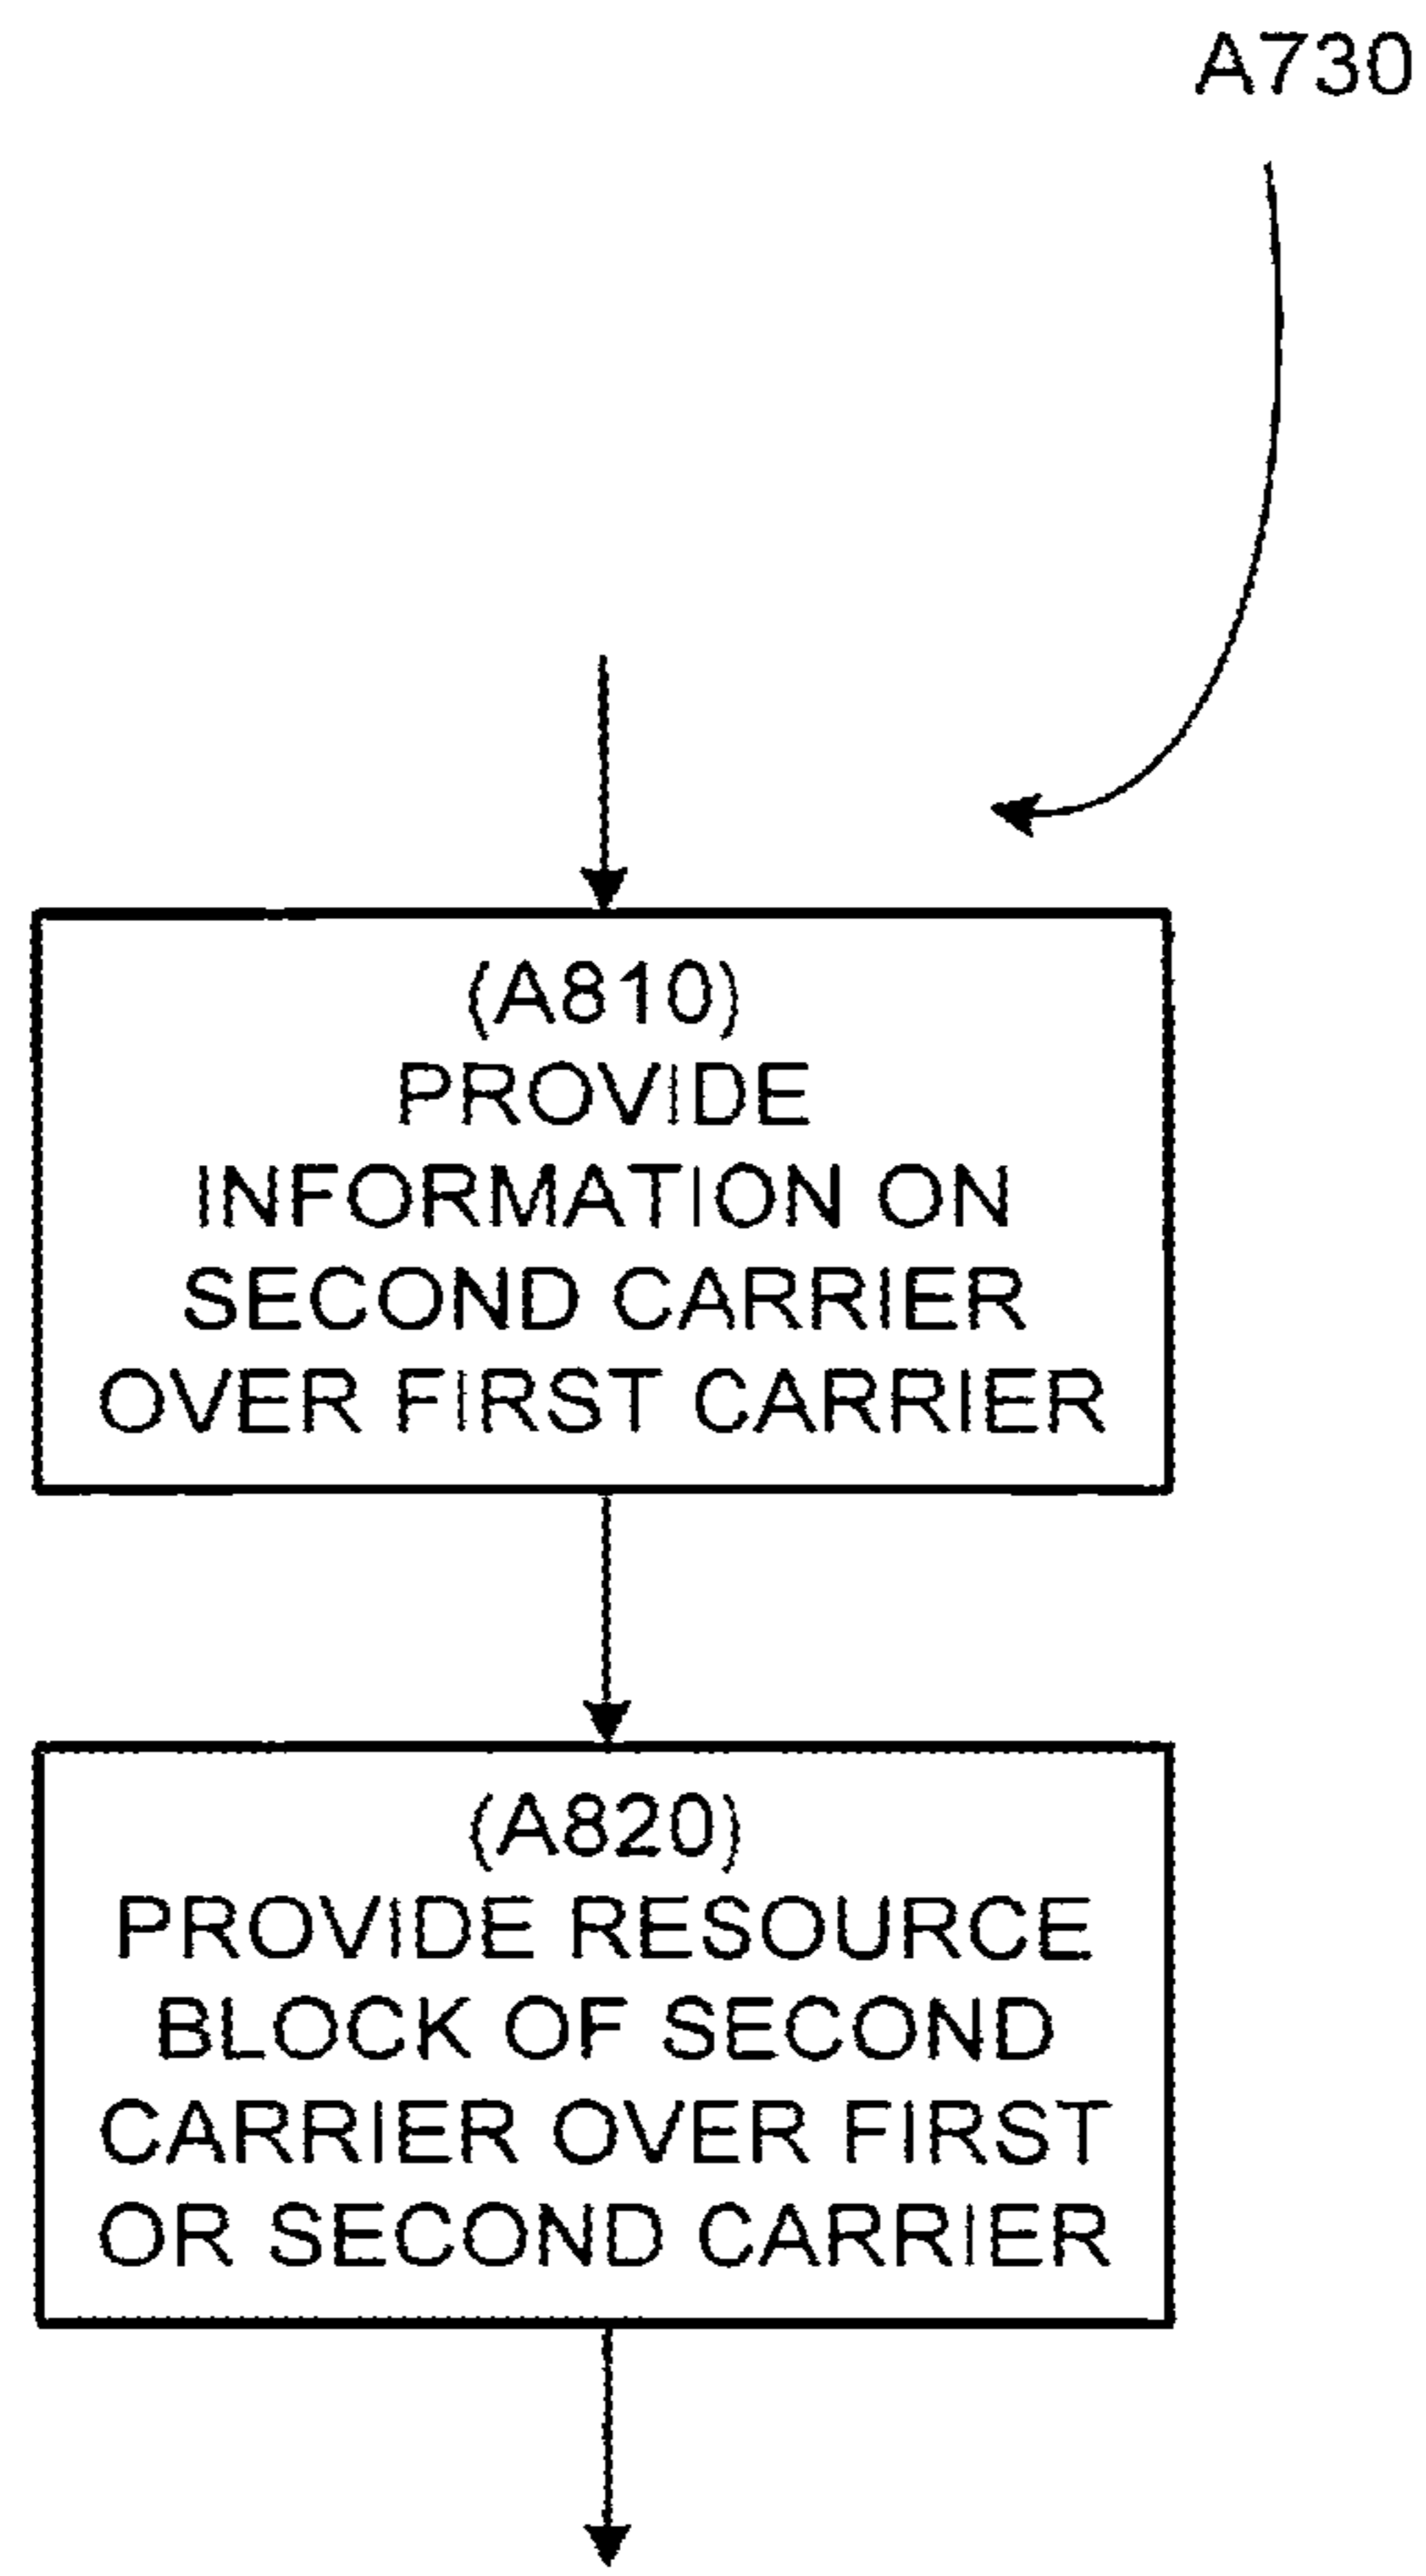 A730
(A810)
PROVIDE
INFORMATION ON
SECOND CARRIER
OVER FIRST CARRIER
(A820)
PROVIDE RESOURCE
BLOCK OF SECOND
CARRIER OVER FIRST
OR SECOND CARRIER